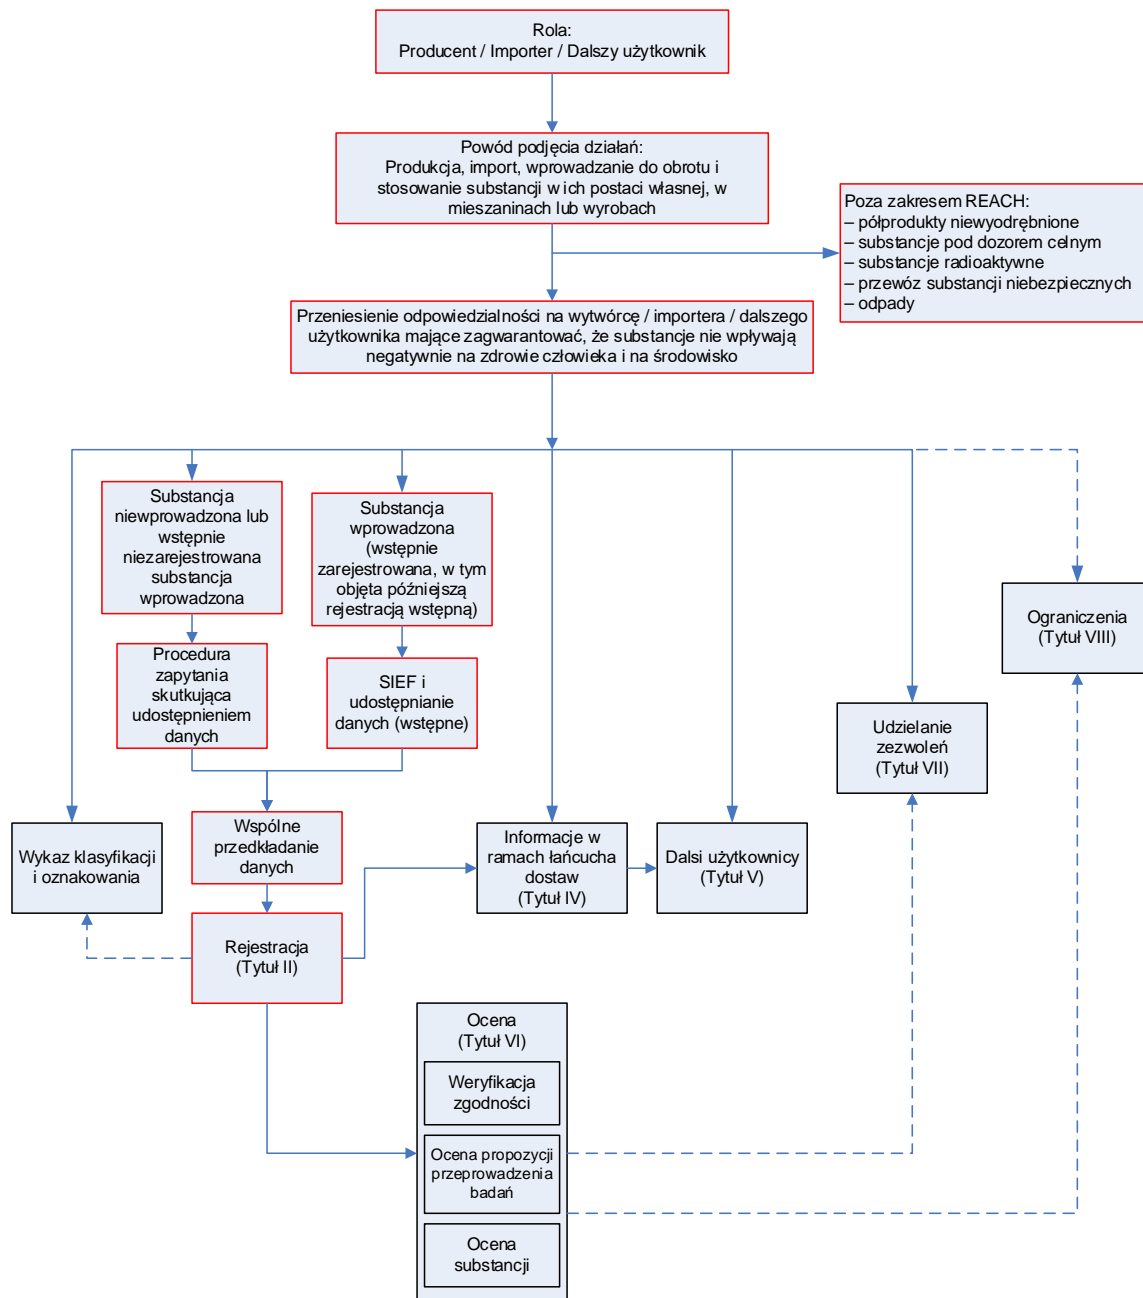 Rola:
Producent / Importer / Dalszy użytkownik
Powód podjęcia działań:
Produkcja, import, wprowadzanie do obrotu i
stosowanie substancji w ich postaci własnej, w
mieszaninach lub wyrobach
Poza zakresem REACH:
– półprodukty niewyodrębnione
– substancje pod dozorem celnym
– substancje radioaktywne
– przewóz substancji niebezpiecznych
– odpady
Przeniesienie odpowiedzialności na wytwórcę / importera / dalszego
użytkownika mające zagwarantować, że substancje nie wpływają
negatywnie na zdrowie człowieka i na środowisko
Substancja
niewprowadzona lub
wstępnie
niezarejestrowana
substancja
wprowadzona
Substancja
wprowadzona
(wstępnie
zarejestrowana, w tym
objęta późniejszą
rejestracją wstępną)
Ograniczenia
(Tytuł VIII)
Procedura
zapytania
skutkująca
udostępnieniem
danych
SIEF i
udostępnianie
danych (wstępne)
Udzielanie
zezwoleń
(Tytuł VII)
Wykaz klasyfikacji
i oznakowania
Wspólne
przedkładanie
danych
Informacje w
ramach łańcucha
dostaw
(Tytuł IV)
Dalsi użytkownicy
(Tytuł V)
Rejestracja
(Tytuł II)
Ocena
(Tytuł VI)
Weryfikacja
zgodności
Ocena propozycji
przeprowadzenia
badań
Ocena
substancji